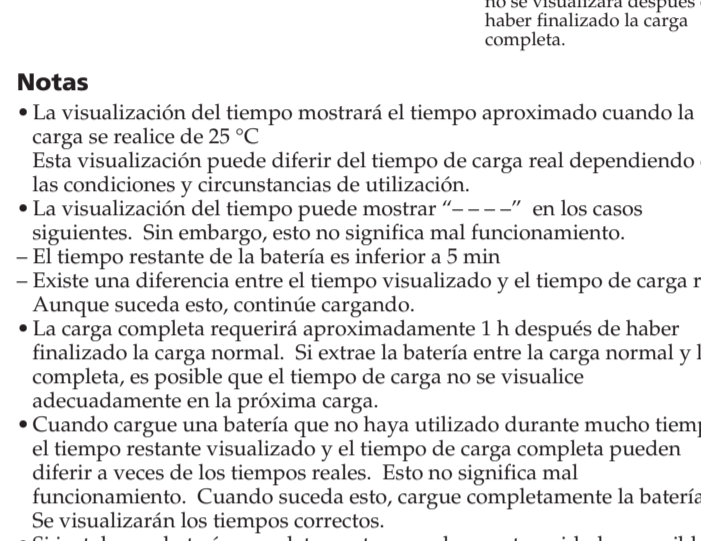 no se visualizará después
haber finalizado la carga
completa.
Notas
• La visualización del tiempo mostrará el tiempo aproximado cuando la
carga se realice de 25 °C
Esta visualización puede diferir del tiempo de carga real dependiendo
las condiciones y circunstancias de utilización.
• La visualización del tiempo puede mostrar “– – – –” en los casos
siguientes. Sin embargo, esto no significa mal funcionamiento.
– El tiempo restante de la batería es inferior a 5 min
– Existe una diferencia entre el tiempo visualizado y el tiempo de carga
Aunque suceda esto, continúe cargando.
• La carga completa requerirá aproximadamente 1 h después de haber
finalizado la carga normal. Si extrae la batería entre la carga normal y
completa, es posible que el tiempo de carga no se visualice
adecuadamente en la próxima carga.
• Cuando cargue una batería que no haya utilizado durante mucho
el tiempo restante visualizado y el tiempo de carga completa pueden
diferir a veces de los tiempos reales. Esto no significa mal
funcionamiento. Cuando suceda esto, cargue completamente la batería
Se visualizarán los tiempos correctos.